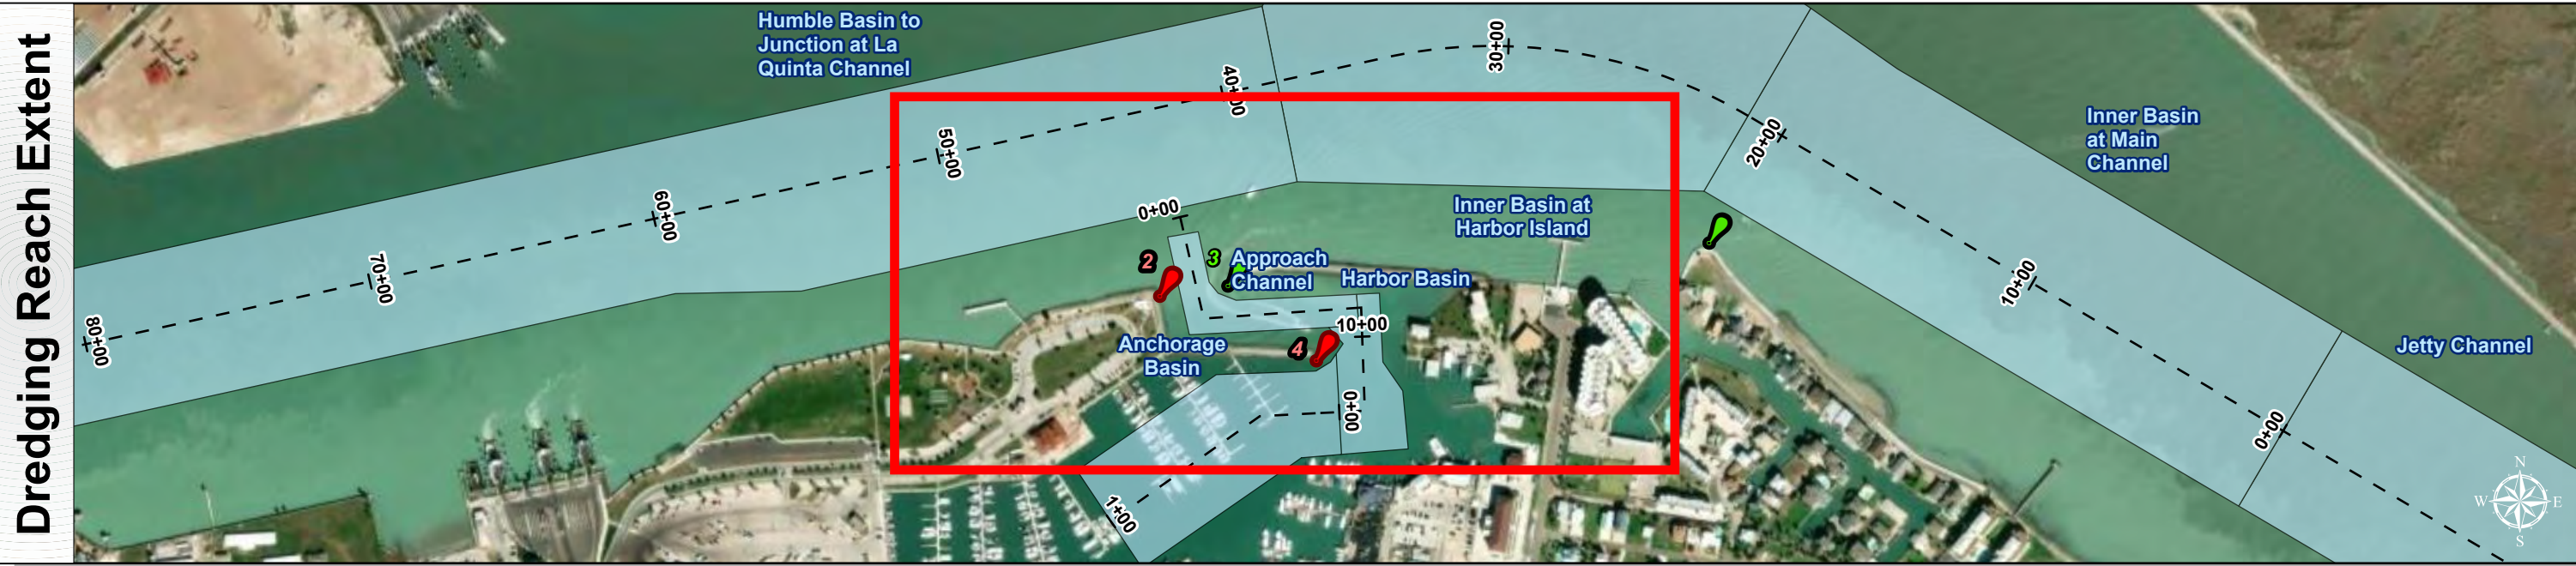 Dredging Reach Extent
Humble Basin to
Junction at La
Quinta Channel
30+00
40+00
Inner Basin
at Main
Channel
20+00
50+00
60+00
0+00
Inner Basin at
Harbor Island
70+00
2
3
Approach
Channel
Harbor Basin
10+00
80+00
10+00
Anchorage
Basin
4
Jetty Channel
0+00
0+00
1+00
N
W
E
S